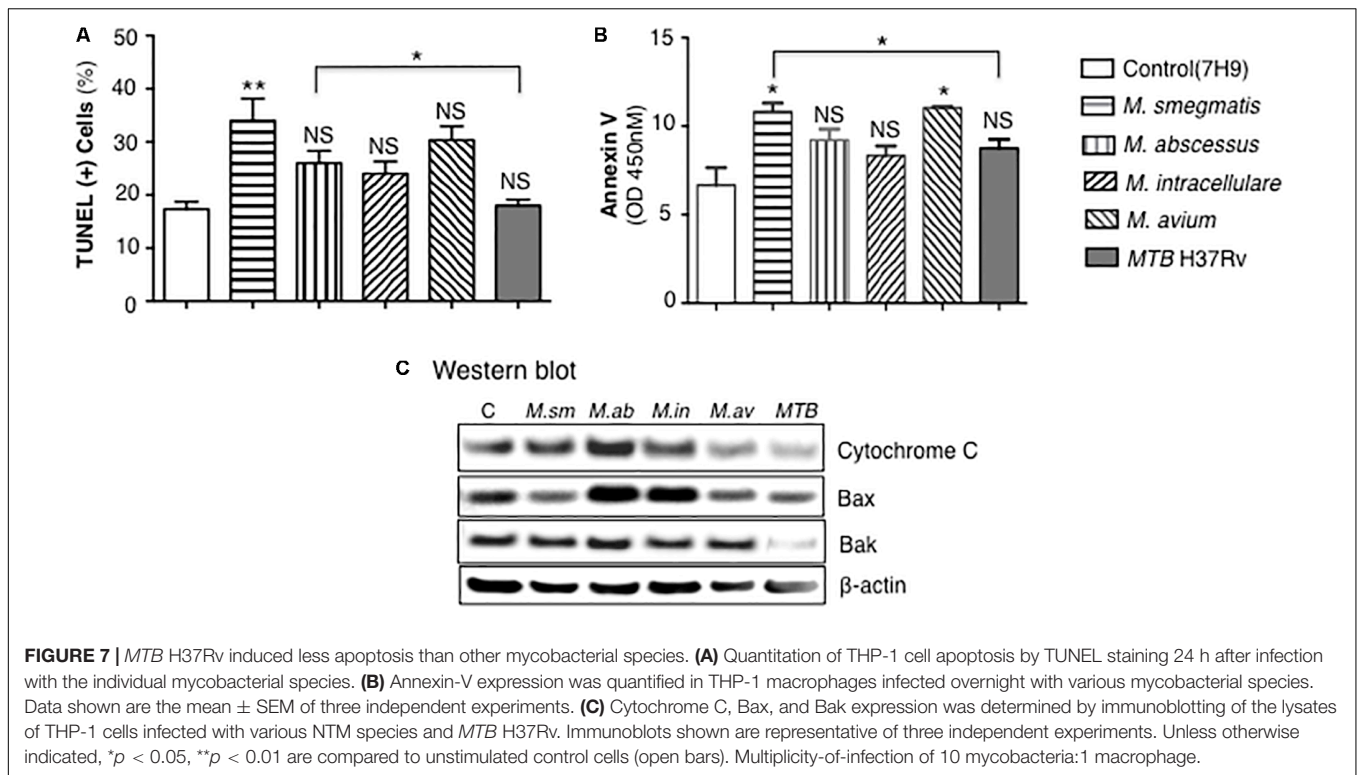 A
50
40
30
20
10
0
TUNEL (+) Cells (%)
**
NS
NS
NS
NS
*
B
15
10
5
0
Annexin V
(OD 450nM)
*
NS
NS
*
NS
*
Control(7H9)
M. smegmatis
M. abscessus
M. intracellulare
M. avium
MTB H37Rv
C Western blot
C M.sm M.ab M.in M.av MTB
Cytochrome C
Bax
Bak
β-actin
FIGURE 7 | MTB H37Rv induced less apoptosis than other mycobacterial species. (A) Quantitation of THP-1 cell apoptosis by TUNEL staining 24 h after infection
with the individual mycobacterial species. (B) Annexin-V expression was quantified in THP-1 macrophages infected overnight with various mycobacterial species.
Data shown are the mean ± SEM of three independent experiments. (C) Cytochrome C, Bax, and Bak expression was determined by immunoblotting of the lysates
of THP-1 cells infected with various NTM species and MTB H37Rv. Immunoblots shown are representative of three independent experiments. Unless otherwise
indicated, *p < 0.05, **p < 0.01 are compared to unstimulated control cells (open bars). Multiplicity-of-infection of 10 mycobacteria:1 macrophage.